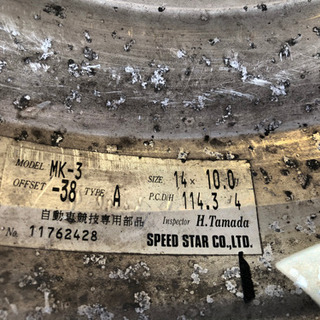 MODEL MK-3 SIZE 14 × 10.0J
OFFSET -38 TYPE A P.C.D/H 114.3 4
自動車競技専用部品 Inspector H.Tamada
No. 11762428 SPEED STAR CO.,LTD.